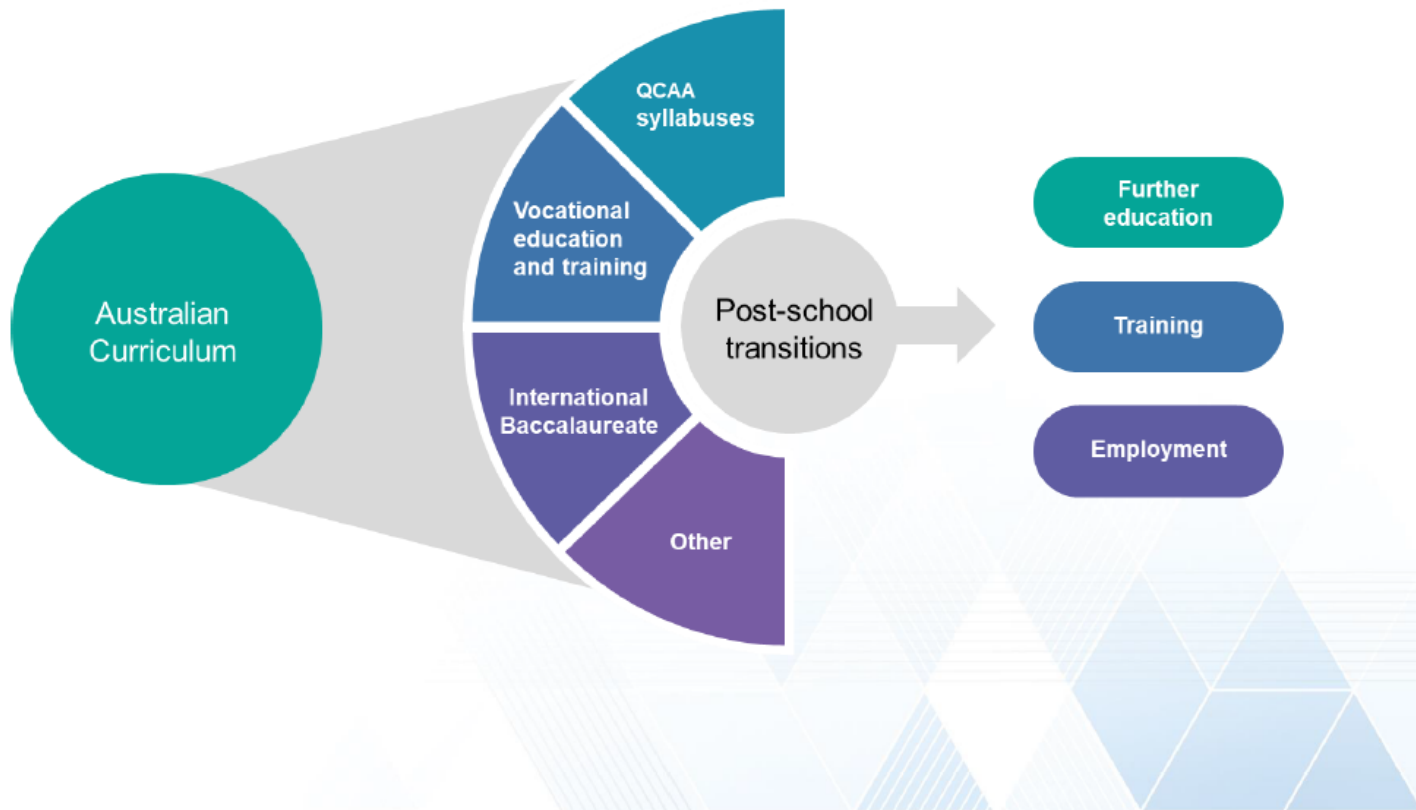 Australian
Curriculum
QCAA
syllabuses
Vocational
education
and training
International
Baccalaureate
Other
Post-school
transitions
Further
education
Training
Employment